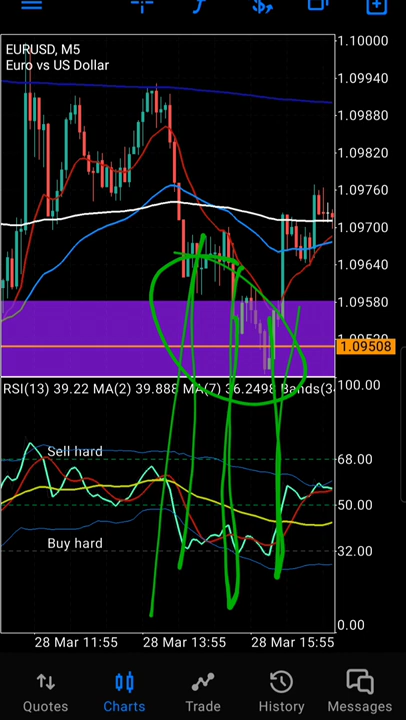 1.10000
EURUSD, M5
Euro vs US Dollar
1.09940
1.09880
1.09820
1.09760
1.09700
1.09640
1.09580
1.09508
RSI(13) 39.22 MA(2) 39.888 MA(7) 36.2498 Bands(3
100.00
Sell hard
68.00
50.00
Buy hard
32.00
0.00
28 Mar 11:55 28 Mar 13:55 28 Mar 15:55
Quotes Charts Trade History Messages